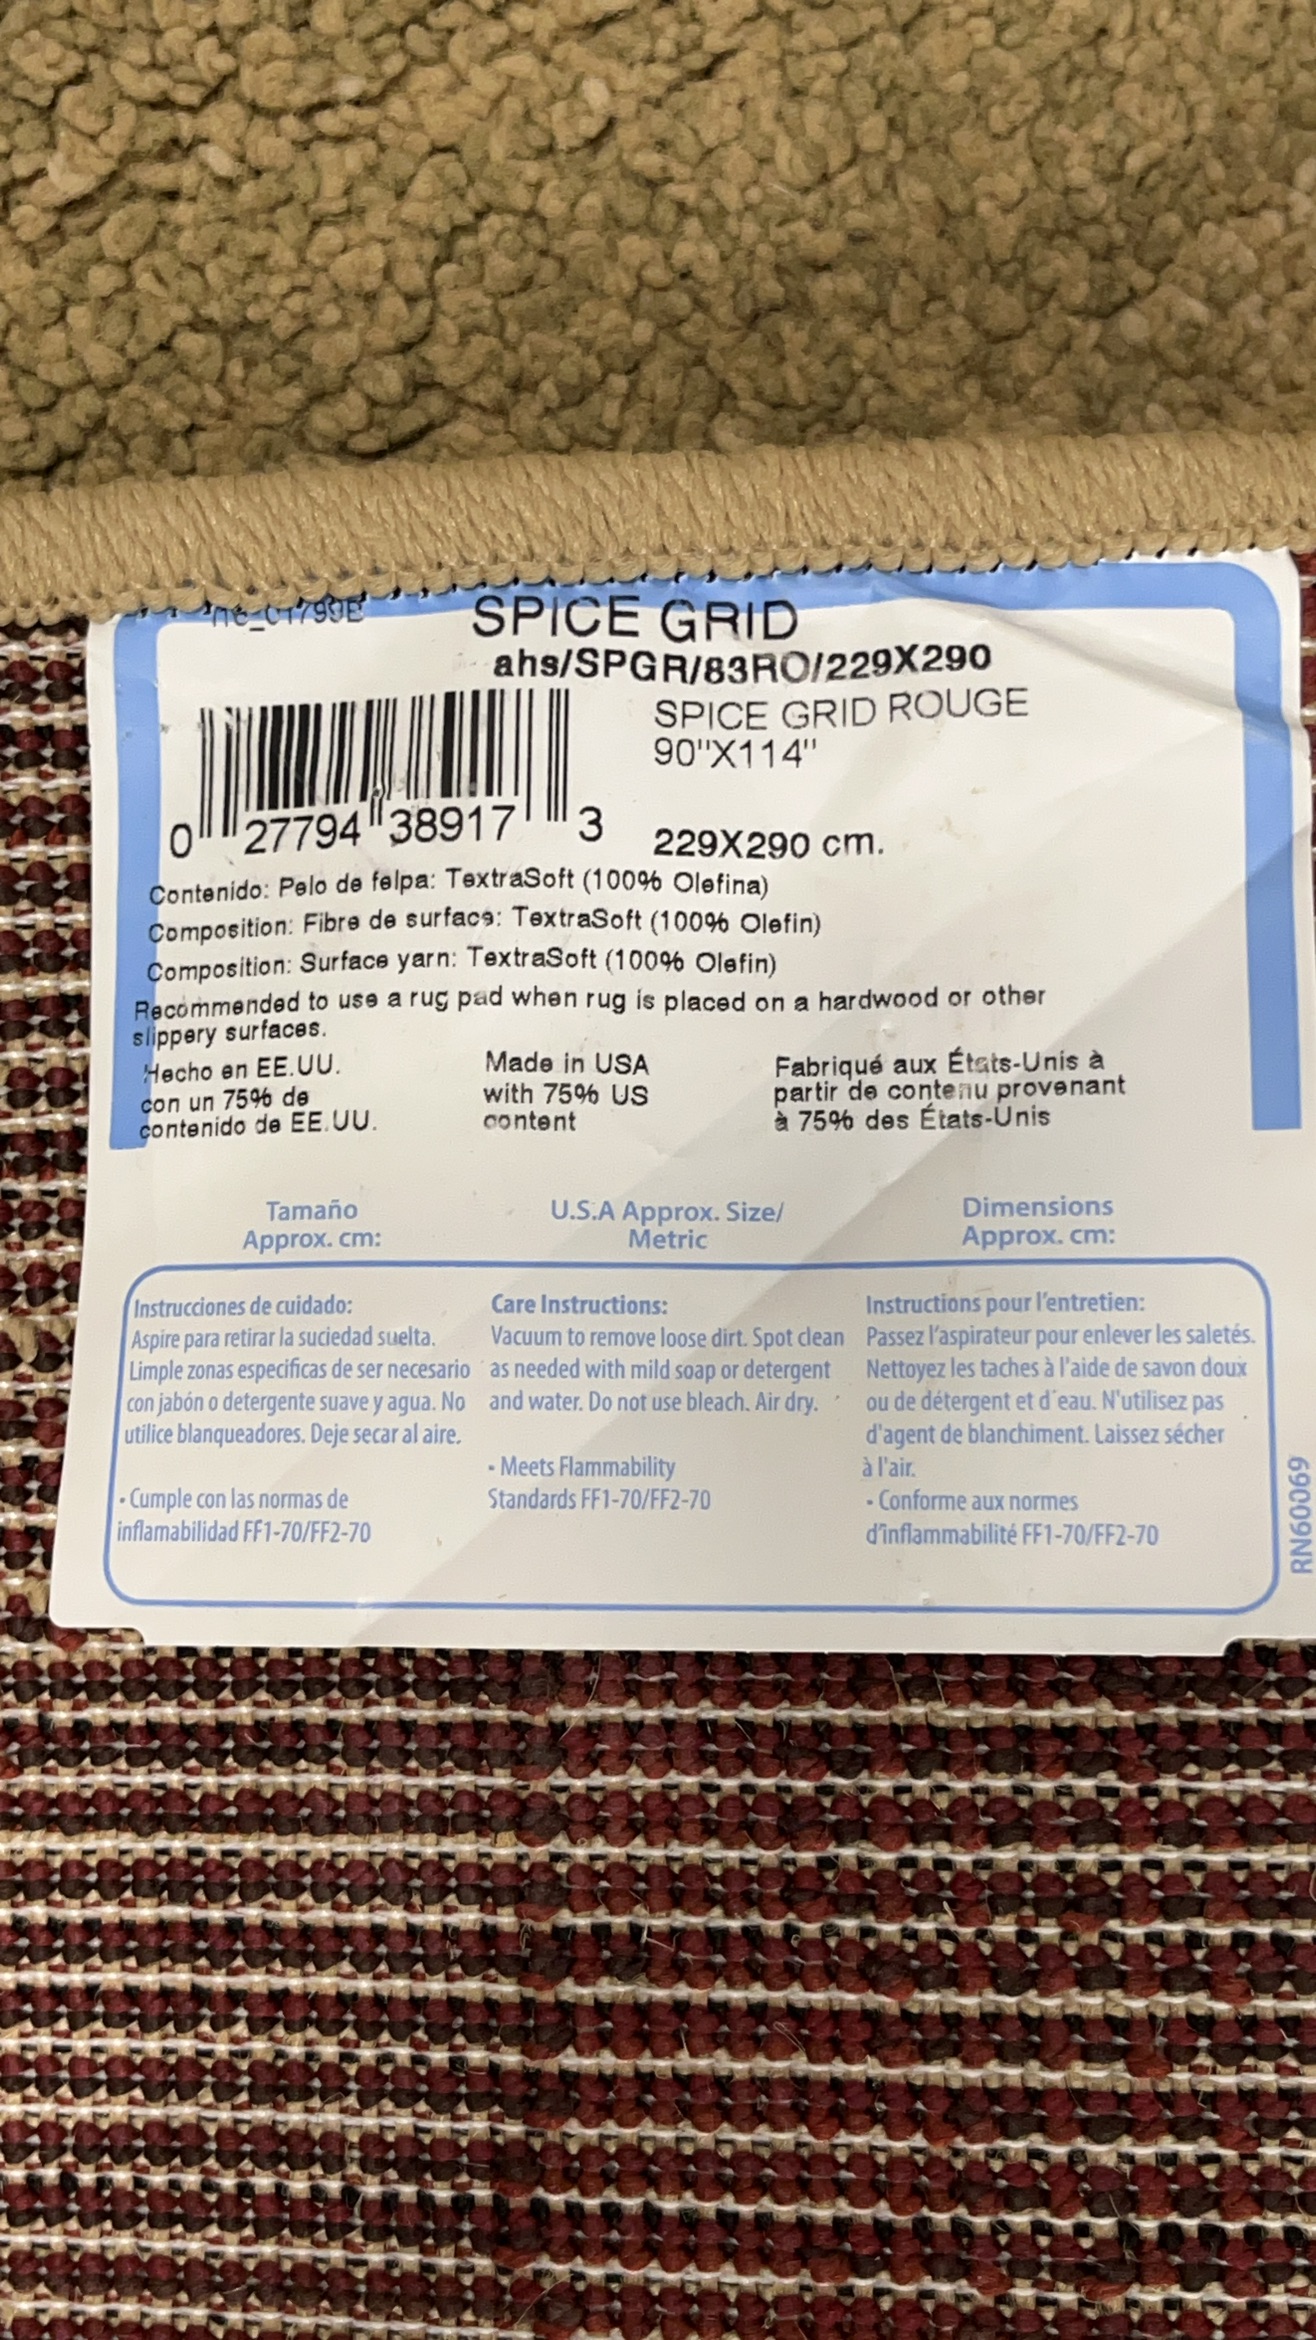 SPICE GRID
ahs/SPGR/83RO/229X290
SPICE GRID ROUGE
90"X114"
0 27794 38917 3
229X290 cm.
Contenido: Pelo de felpa: TextraSoft (100% Olefina)
Composition: Fibre de surface: TextraSoft (100% Olefin)
Composition: Surface yarn: TextraSoft (100% Olefin)
Recommended to use a rug pad when rug is placed on a hardwood or other
slippery surfaces.
Hecho en EE.UU.
con un 75% de
contenido de EE.UU.
Made in USA
with 75% US
content
Fabriqué aux États-Unis à
partir de contenu provenant
à 75% des États-Unis
Tamaño
Approx. cm:
U.S.A Approx. Size/
Metric
Dimensions
Approx. cm:
Instrucciones de cuidado:
Aspire para retirar la suciedad suelta.
Limple zonas especificas de ser necesario
con jabón o detergente suave y agua. No
utilice blanqueadores. Deje secar al aire.
• Cumple con las normas de
inflamabilidad FF1-70/FF2-70
Care Instructions:
Vacuum to remove loose dirt. Spot clean
as needed with mild soap or detergent
and water. Do not use bleach. Air dry.
• Meets Flammability
Standards FF1-70/FF2-70
Instructions pour l'entretien:
Passez l'aspirateur pour enlever les saletés.
Nettoyez les taches à l'aide de savon doux
ou de détergent et d'eau. N'utilisez pas
d'agent de blanchiment. Laissez sécher
à l'air.
• Conforme aux normes
d'inflammabilité FF1-70/FF2-70
RN60069